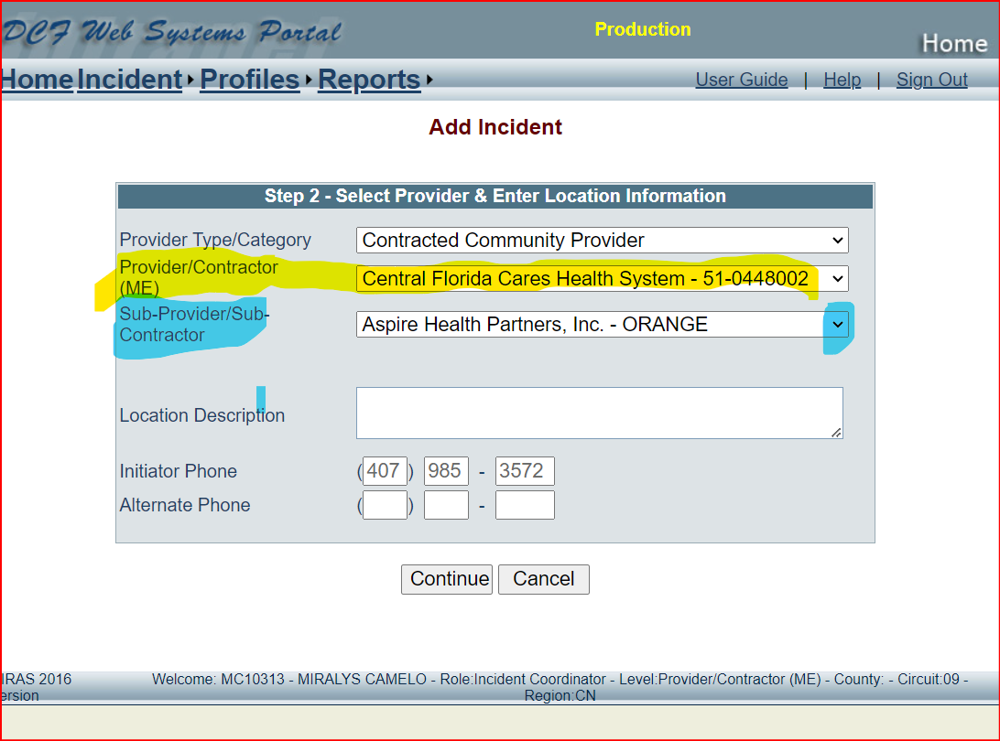 DCF Web Systems Portal
Production
Home
Home Incident Profiles Reports
User Guide | Help | Sign Out
Add Incident
Step 2 - Select Provider & Enter Location Information
Provider Type/Category
Contracted Community Provider
Provider/Contractor
(ME)
Central Florida Cares Health System - 51-0448002
Sub-Provider/Sub-
Contractor
Aspire Health Partners, Inc. - ORANGE
Location Description
Initiator Phone
(407) 985 - 3572
Alternate Phone
( ) -
Continue
Cancel
IRAS 2016
ersion
Welcome: MC10313 - MIRALYS CAMELO - Role:Incident Coordinator - Level:Provider/Contractor (ME) - County: - Circuit:09 -
Region:CN